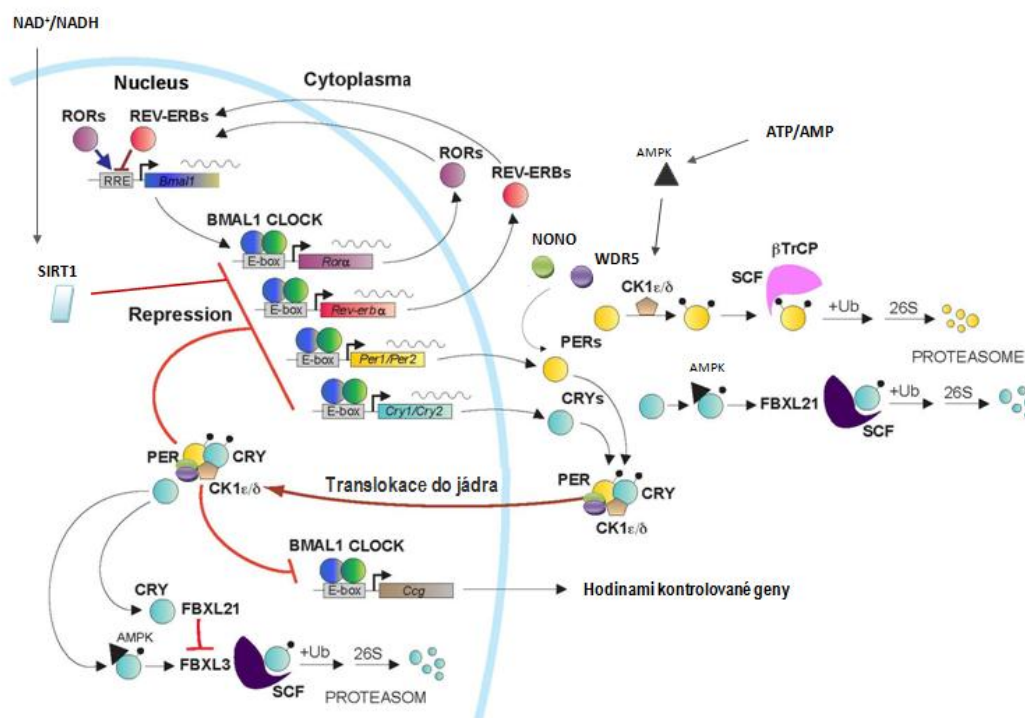 NAD⁺/NADH
Nucleus
Cytoplasma
RORs
REV-ERBs
RRE
Bmal1
RORs
REV-ERBs
AMPK
ATP/AMP
BMAL1 CLOCK
E-box
Rorα
SIRT1
Repression
E-box
Rev-erbα
E-box
Per1/Per2
E-box
Cry1/Cry2
NONO
WDR5
PERs
CRYs
CK1ε/δ
SCF
βTrCP
+Ub
26S
PROTEASOME
AMPK
FBXL21
SCF
+Ub
26S
PER
CRY
CK1ε/δ
Translokace do jádra
PER
CRY
CK1ε/δ
BMAL1 CLOCK
E-box
Ccg
Hodinami kontrolované geny
CRY
FBXL21
AMPK
FBXL3
SCF
+Ub
26S
PROTEASOM